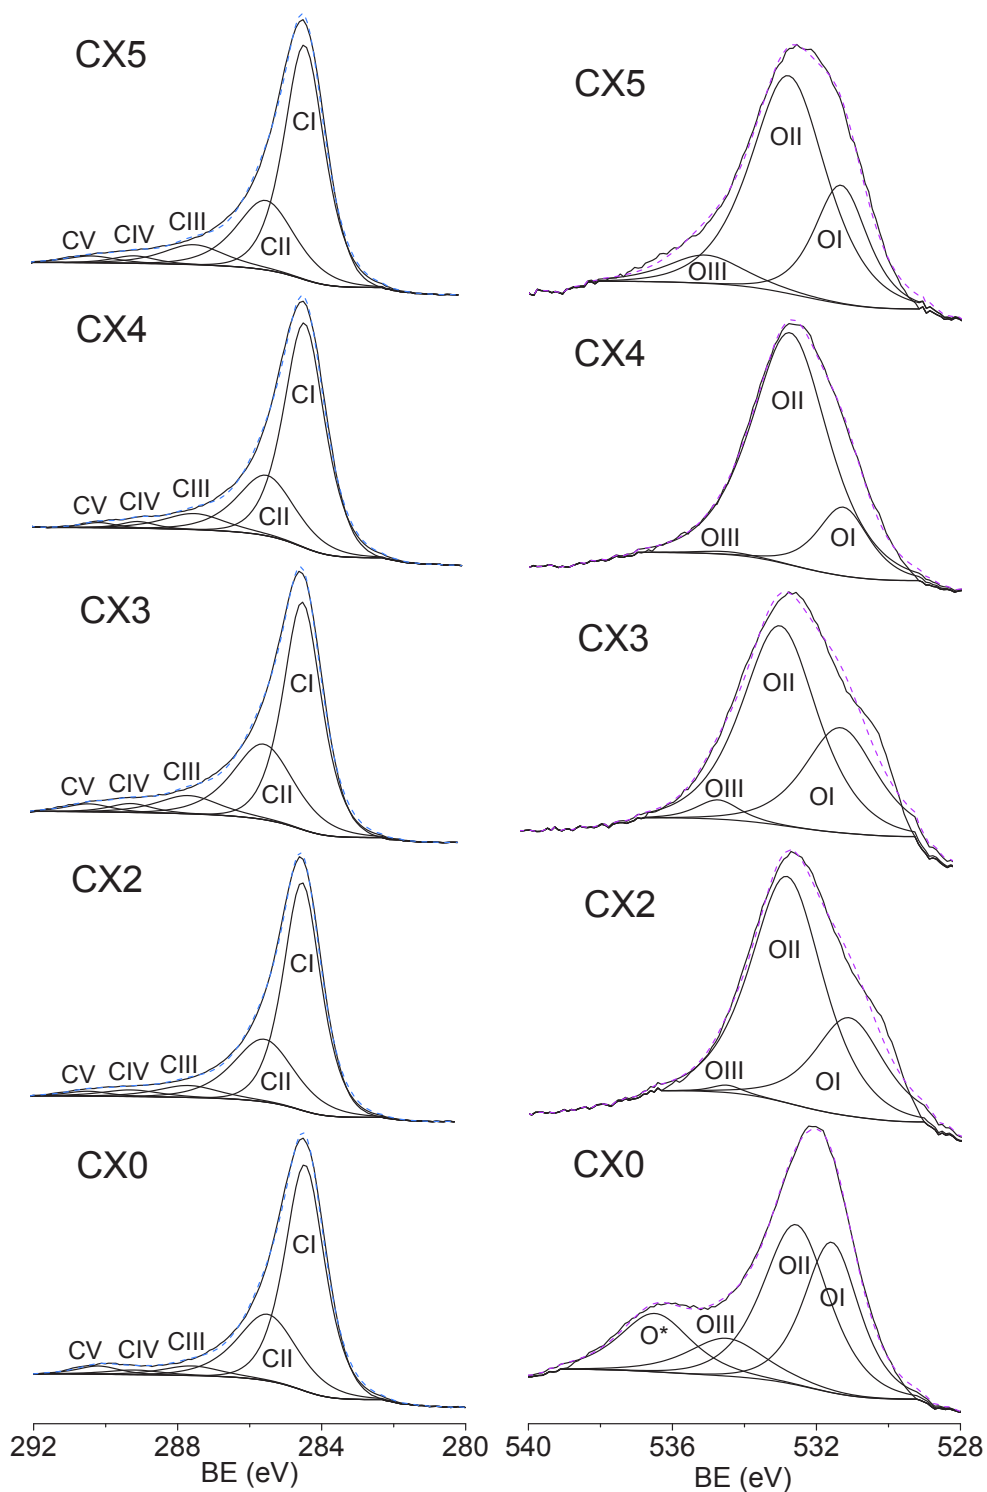 CX5
CI
CII
CIII
CIV
CV
CX4
CI
CII
CIII
CIV
CV
CX3
CI
CII
CIII
CIV
CV
CX2
CI
CII
CIII
CIV
CV
CX0
CI
CII
CIII
CIV
CV
292 288 284 280
BE (eV)
CX5
OII
OI
OIII
CX4
OII
OI
OIII
CX3
OII
OI
OIII
CX2
OII
OI
OIII
CX0
OII
OI
OIII
O*
540 536 532 528
BE (eV)